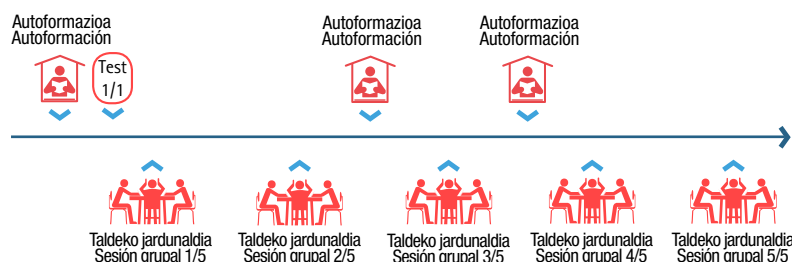 Autoformazioa
Autoformación
Test
1/1
Autoformazioa
Autoformación
Autoformazioa
Autoformación
Taldeko jardunaldia
Sesión grupal 1/5
Taldeko jardunaldia
Sesión grupal 2/5
Taldeko jardunaldia
Sesión grupal 3/5
Taldeko jardunaldia
Sesión grupal 4/5
Taldeko jardunaldia
Sesión grupal 5/5